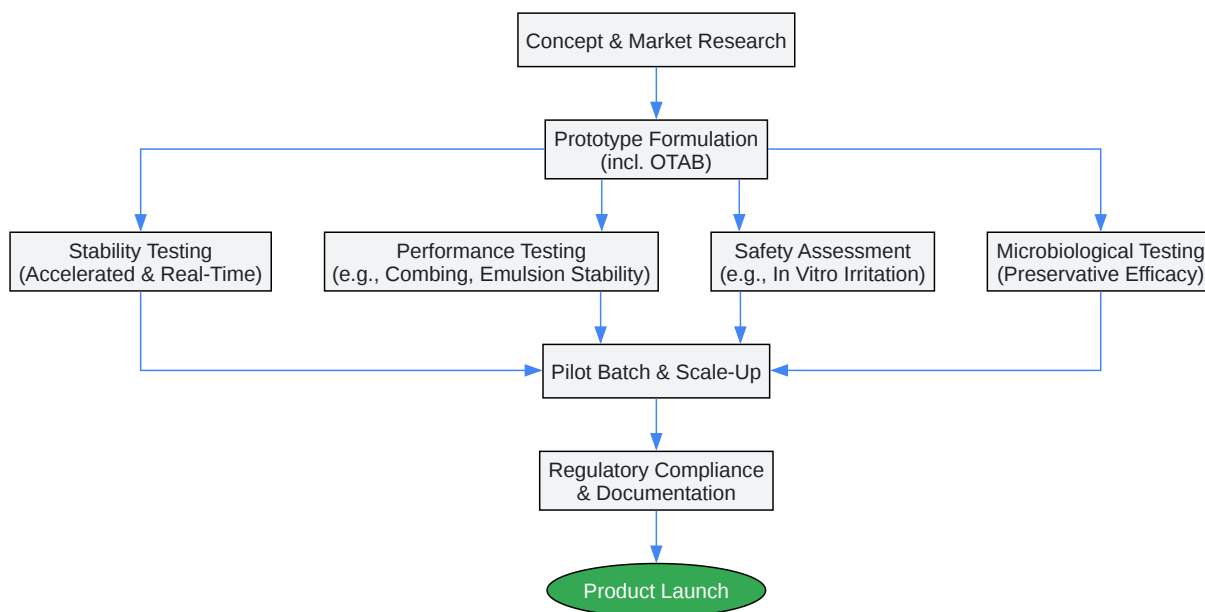 Concept & Market Research
Prototype Formulation
(incl. OTAB)
Stability Testing
(Accelerated & Real-Time)
Performance Testing
(e.g., Combing, Emulsion Stability)
Safety Assessment
(e.g., In Vitro Irritation)
Microbiological Testing
(Preservative Efficacy)
Pilot Batch & Scale-Up
Regulatory Compliance
& Documentation
Product Launch